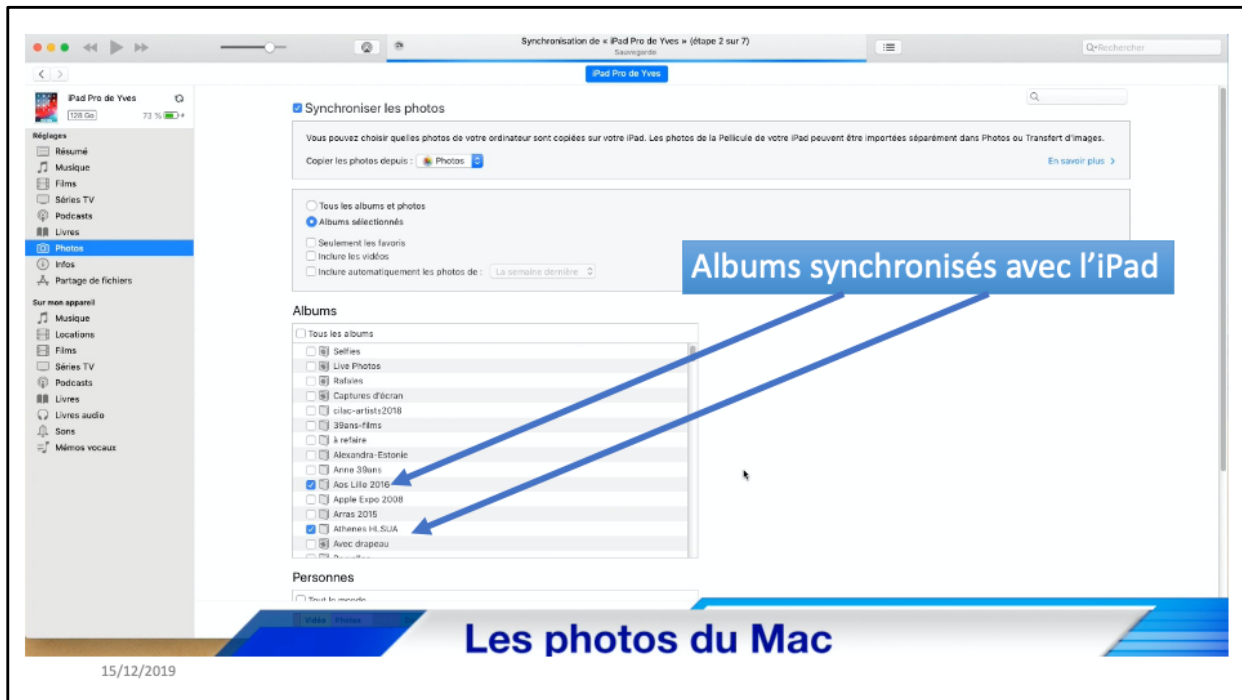 Synchronisation de « iPad Pro de Yves » (étape 2 sur 7)
Sauvegarde
Rechercher
iPad Pro de Yves
iPad Pro de Yves
128 Go 73 %
Réglages
Résumé
Musique
Films
Séries TV
Podcasts
Livres
Photos
Infos
Partage de fichiers
Sur mon appareil
Musique
Locations
Films
Séries TV
Podcasts
Livres
Livres audio
Sons
Mémos vocaux
Synchroniser les photos
Vous pouvez choisir quelles photos de votre ordinateur sont copiées sur votre iPad. Les photos de la Pellicule de votre iPad peuvent être importées séparément dans Photos ou Transfert d'images.
Copier les photos depuis : Photos En savoir plus >
Tous les albums et photos
Albums sélectionnés
Seulement les favoris
Inclure les vidéos
Inclure automatiquement les photos de : La semaine dernière
Albums synchronisés avec l’iPad
Albums
Tous les albums
Selfies
Live Photos
Rafales
Captures d'écran
cilac-artists2018
39ans-films
à refaire
Alexandra-Estonie
Anne 39ans
Aos Lille 2016
Apple Expo 2008
Arras 2015
Athenes HLSUA
Avec drapeau
Personnes
Tout le monde
Vidéo Photos
Les photos du Mac
15/12/2019